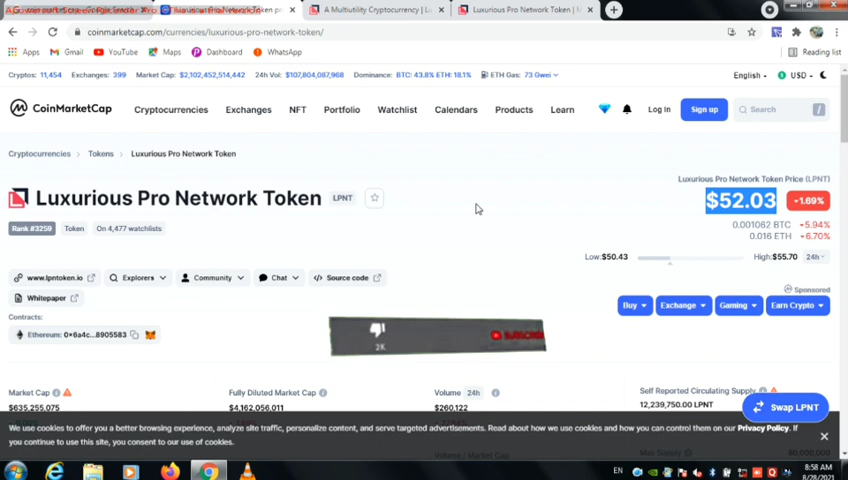 A Multiutility Cryptocurrency | L
Luxurious Pro Network Token | M
coinmarketcap.com/currencies/luxurious-pro-network-token/
Apps Gmail YouTube Maps Dashboard WhatsApp Reading list
Cryptos: 11,454 Exchanges: 399 Market Cap: $2,102,452,514,442 24h Vol: $107,804,087,968 Dominance: BTC: 43.8% ETH: 18.1% ETH Gas: 73 Gwei English USD
CoinMarketCap Cryptocurrencies Exchanges NFT Portfolio Watchlist Calendars Products Learn Log In Sign up Search /
Cryptocurrencies Tokens Luxurious Pro Network Token
Luxurious Pro Network Token Price (LPNT)
Luxurious Pro Network Token LPNT $52.03 1.69%
0.001062 BTC 5.94%
Rank #3259 Token On 4,477 watchlists
0.016 ETH 6.70%
Low: $50.43 High: $55.70 24h
www.lpntoken.io Explorers Community Chat Source code
Sponsored
Whitepaper
Buy Exchange Gaming Earn Crypto
Contracts:
Ethereum: 0x6a4c...8905583
2K
SUBSCRIBE
Market Cap Fully Diluted Market Cap Volume 24h Self Reported Circulating Supply
$635,255,075 $4,162,056,011 $260,122 12,239,750.00 LPNT
Swap LPNT
We use cookies to offer you a better browsing experience, analyze site traffic, personalize content, and serve targeted advertisements. Read about how we use cookies and how you can control them on our Privacy Policy. If
you continue to use this site, you consent to our use of cookies.
Volume / Market Cap
Max Supply
80,000,000
EN
8:58 AM
8/28/2021